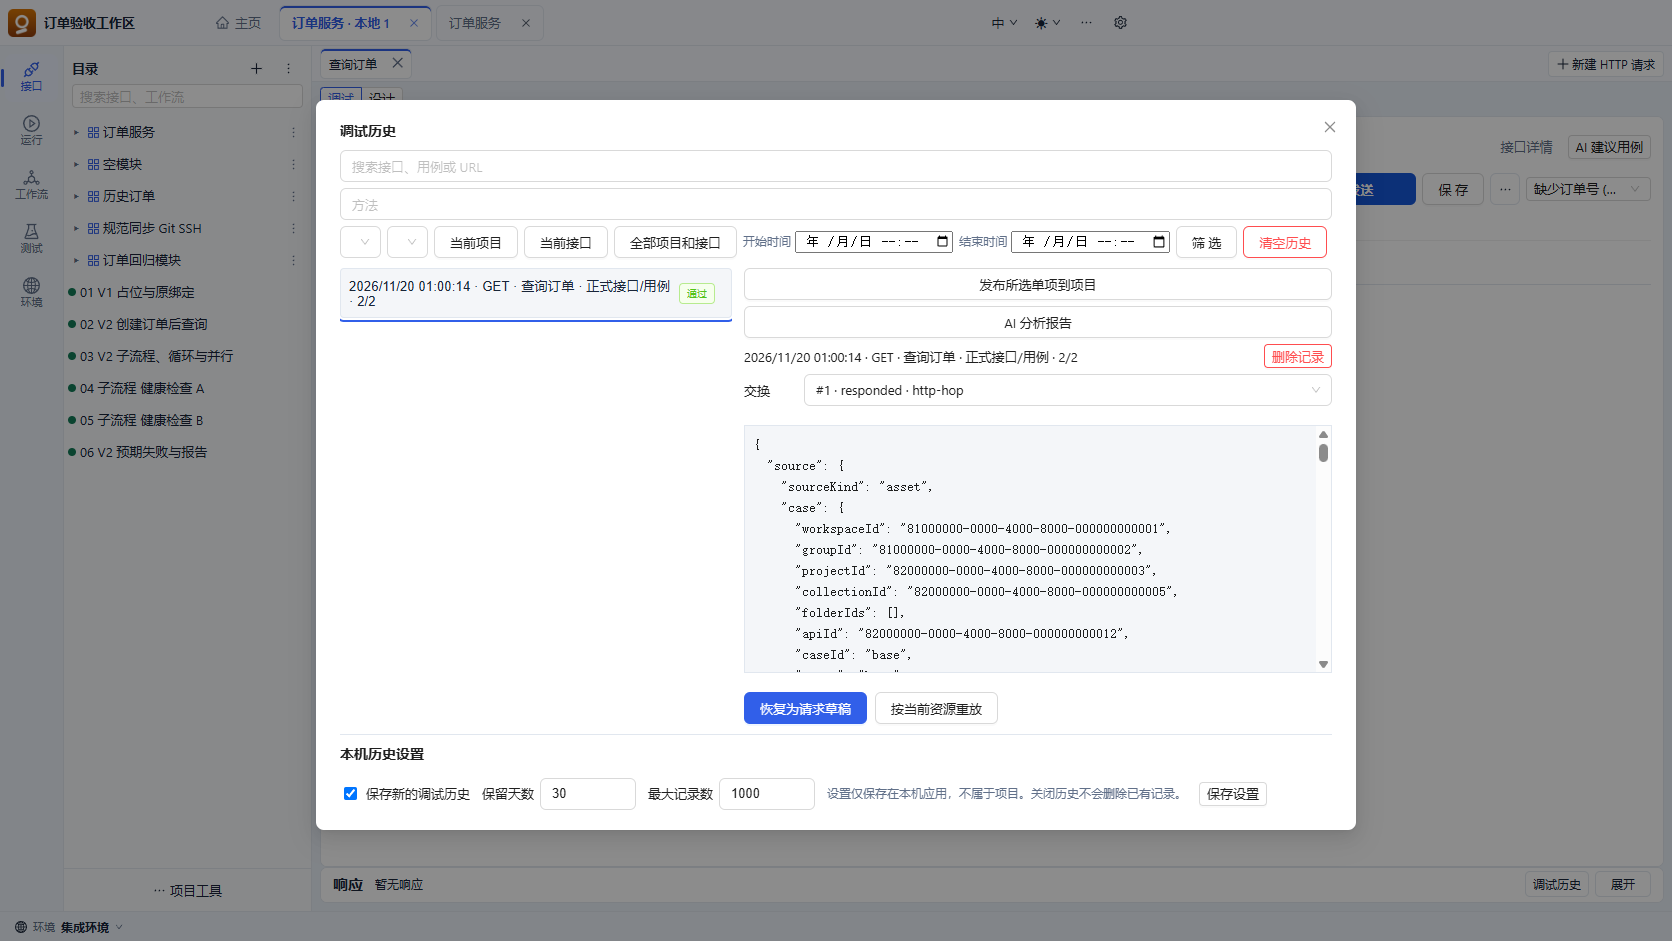 订单验收工作区
主页
订单服务 · 本地 1
订单服务
中
接口
运行
工作流
测试
环境
目录
搜索接口、工作流
订单服务
空模块
历史订单
规范同步 Git SSH
订单回归模块
01 V1 占位与原绑定
02 V2 创建订单后查询
03 V2 子流程、循环与并行
04 子流程 健康检查 A
05 子流程 健康检查 B
06 V2 预期失败与报告
··· 项目工具
环境 集成环境
查询订单
新建 HTTP 请求
调试 设计
接口详情
AI 建议用例
发送
保 存
···
缺少订单号 (...
调试历史
搜索接口、用例或 URL
方法
当前项目
当前接口
全部项目和接口
开始时间
年 /月/日 --:--
结束时间
年 /月/日 --:--
筛 选
清空历史
2026/11/20 01:00:14 · GET · 查询订单 · 正式接口/用例
· 2/2
通过
发布所选单项到项目
AI 分析报告
2026/11/20 01:00:14 · GET · 查询订单 · 正式接口/用例 · 2/2
删除记录
交换
#1 · responded · http-hop
{
"source": {
"sourceKind": "asset",
"case": {
"workspaceId": "81000000-0000-4000-8000-000000000001",
"groupId": "81000000-0000-4000-8000-000000000002",
"projectId": "82000000-0000-4000-8000-000000000003",
"collectionId": "82000000-0000-4000-8000-000000000005",
"folderIds": [],
"apiId": "82000000-0000-4000-8000-000000000012",
"caseId": "base",
恢复为请求草稿
按当前资源重放
本机历史设置
保存新的调试历史
保留天数
30
最大记录数
1000
设置仅保存在本机应用，不属于项目。关闭历史不会删除已有记录。
保存设置
响应 暂无响应
调试历史
展开